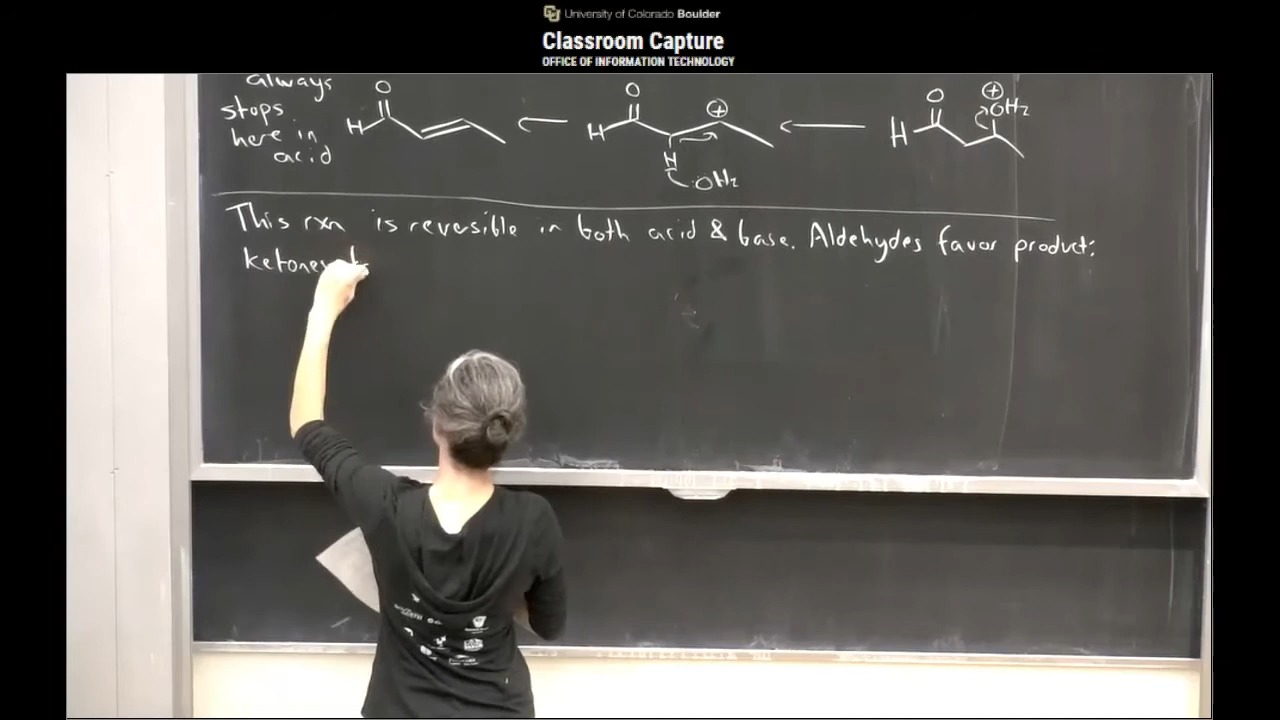 University of Colorado Boulder
Classroom Capture
OFFICE OF INFORMATION TECHNOLOGY
always
stops
here in
acid
O
H
O
H
⊕
H
:OH2
O
H
⊕
OH2
This rxn is reversible in both acid & base. Aldehydes favor product;
ketones